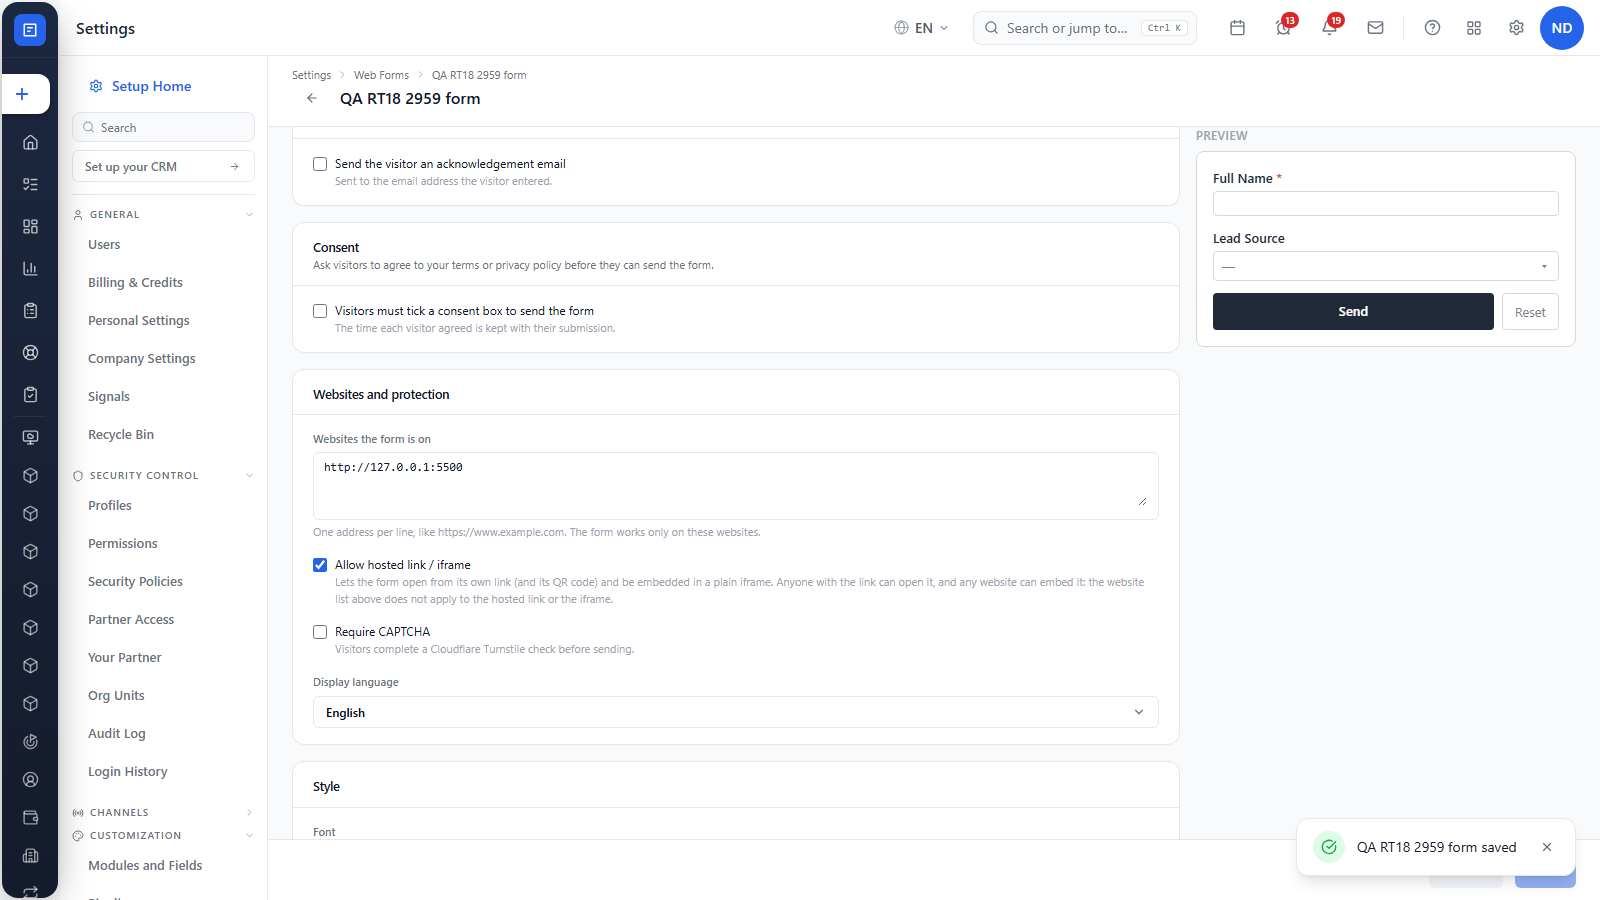 Settings
EN
Search or jump to...
Ctrl K
13
19
ND
Setup Home
Search
Set up your CRM
GENERAL
Users
Billing & Credits
Personal Settings
Company Settings
Signals
Recycle Bin
SECURITY CONTROL
Profiles
Permissions
Security Policies
Partner Access
Your Partner
Org Units
Audit Log
Login History
CHANNELS
CUSTOMIZATION
Modules and Fields
Settings
Web Forms
QA RT18 2959 form
QA RT18 2959 form
Send the visitor an acknowledgement email
Sent to the email address the visitor entered.
Consent
Ask visitors to agree to your terms or privacy policy before they can send the form.
Visitors must tick a consent box to send the form
The time each visitor agreed is kept with their submission.
Websites and protection
Websites the form is on
http://127.0.0.1:5500
One address per line, like https://www.example.com. The form works only on these websites.
Allow hosted link / iframe
Lets the form open from its own link (and its QR code) and be embedded in a plain iframe. Anyone with the link can open it, and any website can embed it: the website
list above does not apply to the hosted link or the iframe.
Require CAPTCHA
Visitors complete a Cloudflare Turnstile check before sending.
Display language
English
Style
Font
PREVIEW
Full Name *
Lead Source
—
Send
Reset
QA RT18 2959 form saved